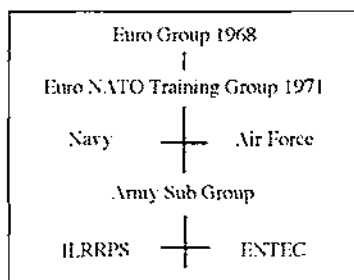 Euro Group 1968
Euro NATO Training Group 1971
Navy Air Force
Army Sub Group
ILRRPS ENTEC